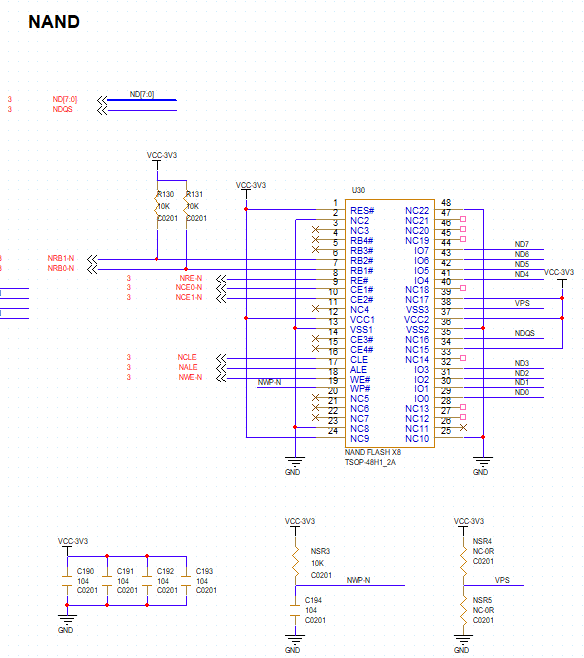 NAND
3 ND[7:0] ND[7:0]
3 NDQS
VCC-3V3
R130 R131
10K 10K
C0201 C0201
VCC-3V3
U30
1 RES# NC22 48
2 NC2 NC21 47
3 NC3 NC20 46
4 RB4# NC19 45
5 RB3# IO7 44 ND7
3 NRB1-N 6 RB2# IO6 43 ND6
3 NRB0-N 7 RB1# IO5 42 ND5
3 NRE-N 8 RE# IO4 41 ND4
3 NCE0-N 9 CE1# NC18 40 VCC-3V3
3 NCE1-N 10 CE2# NC17 39
11 NC4 VSS3 38 VPS
12 VCC1 VCC2 37
13 VSS1 VSS2 36
14 CE3# NC16 35 NDQS
15 CE4# NC15 34
3 NCLE 16 CLE NC14 33
3 NALE 17 ALE IO3 32 ND3
3 NWE-N 18 WE# IO2 31 ND2
NWP-N 19 WP# IO1 30 ND1
20 NC5 IO0 29 ND0
21 NC6 NC13 28
22 NC7 NC12 27
23 NC8 NC11 26
24 NC9 NC10 25
NAND FLASH X8
TSOP-48H1_2A
GND GND
VCC-3V3
C190 C191 C192 C193
104 104 104 104
C0201 C0201 C0201 C0201
GND
VCC-3V3
NSR3
10K
C0201
NWP-N
C194
104
C0201
GND
VCC-3V3
NSR4
NC-0R
C0201
VPS
NSR5
NC-0R
C0201
GND